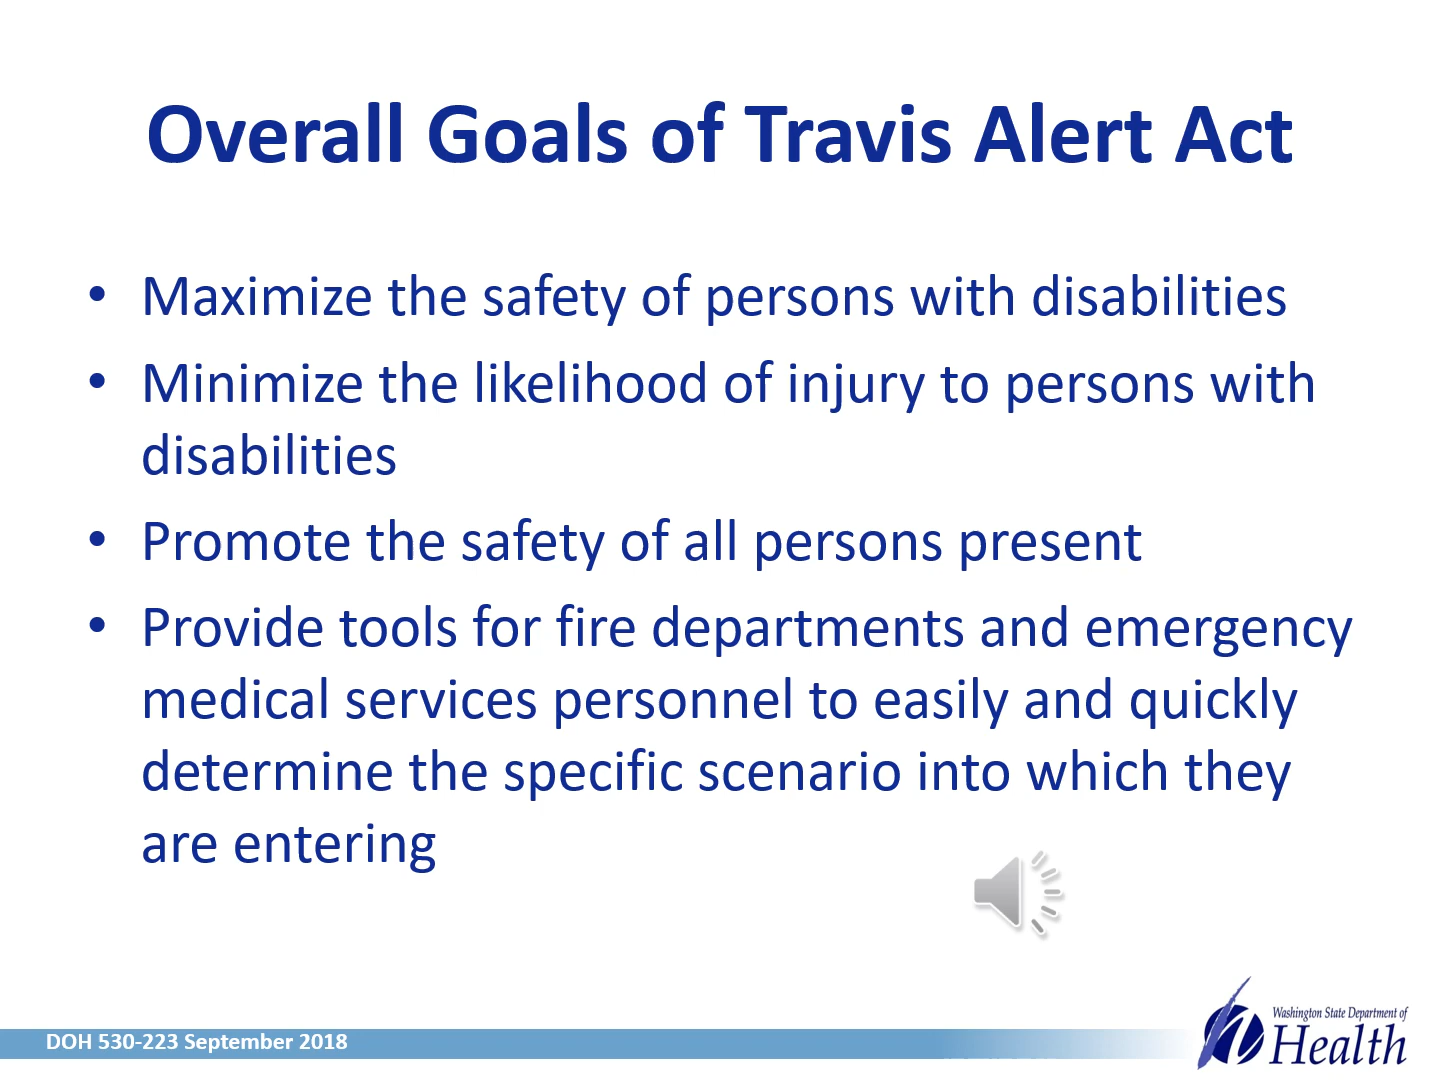 Overall Goals of Travis Alert Act
• Maximize the safety of persons with disabilities
• Minimize the likelihood of injury to persons with
disabilities
• Promote the safety of all persons present
• Provide tools for fire departments and emergency
medical services personnel to easily and quickly
determine the specific scenario into which they
are entering
DOH 530-223 September 2018
Washington State Department of
Health